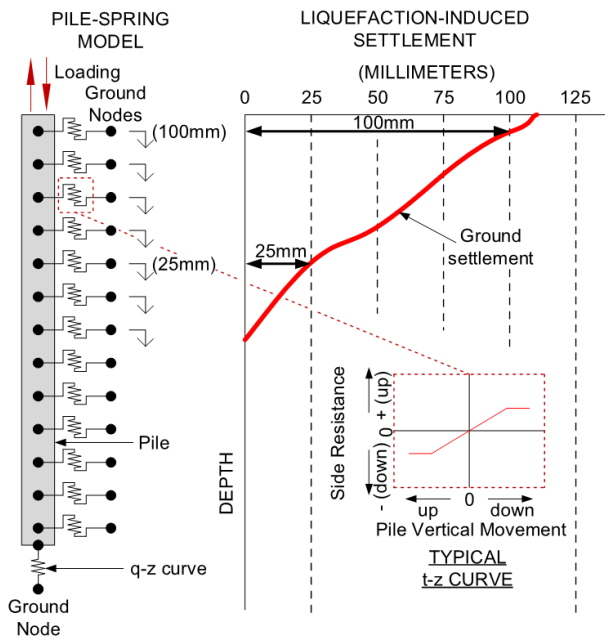 PILE-SPRING
MODEL
Loading
Ground
Nodes
(100mm)
(25mm)
Pile
q-z curve
Ground
Node
LIQUEFACTION-INDUCED
SETTLEMENT
(MILLIMETERS)
0 25 50 75 100 125
100mm
25mm
Ground
settlement
DEPTH
Side Resistance
- (down) 0 + (up)
0
up down
Pile Vertical Movement
TYPICAL
t-z CURVE